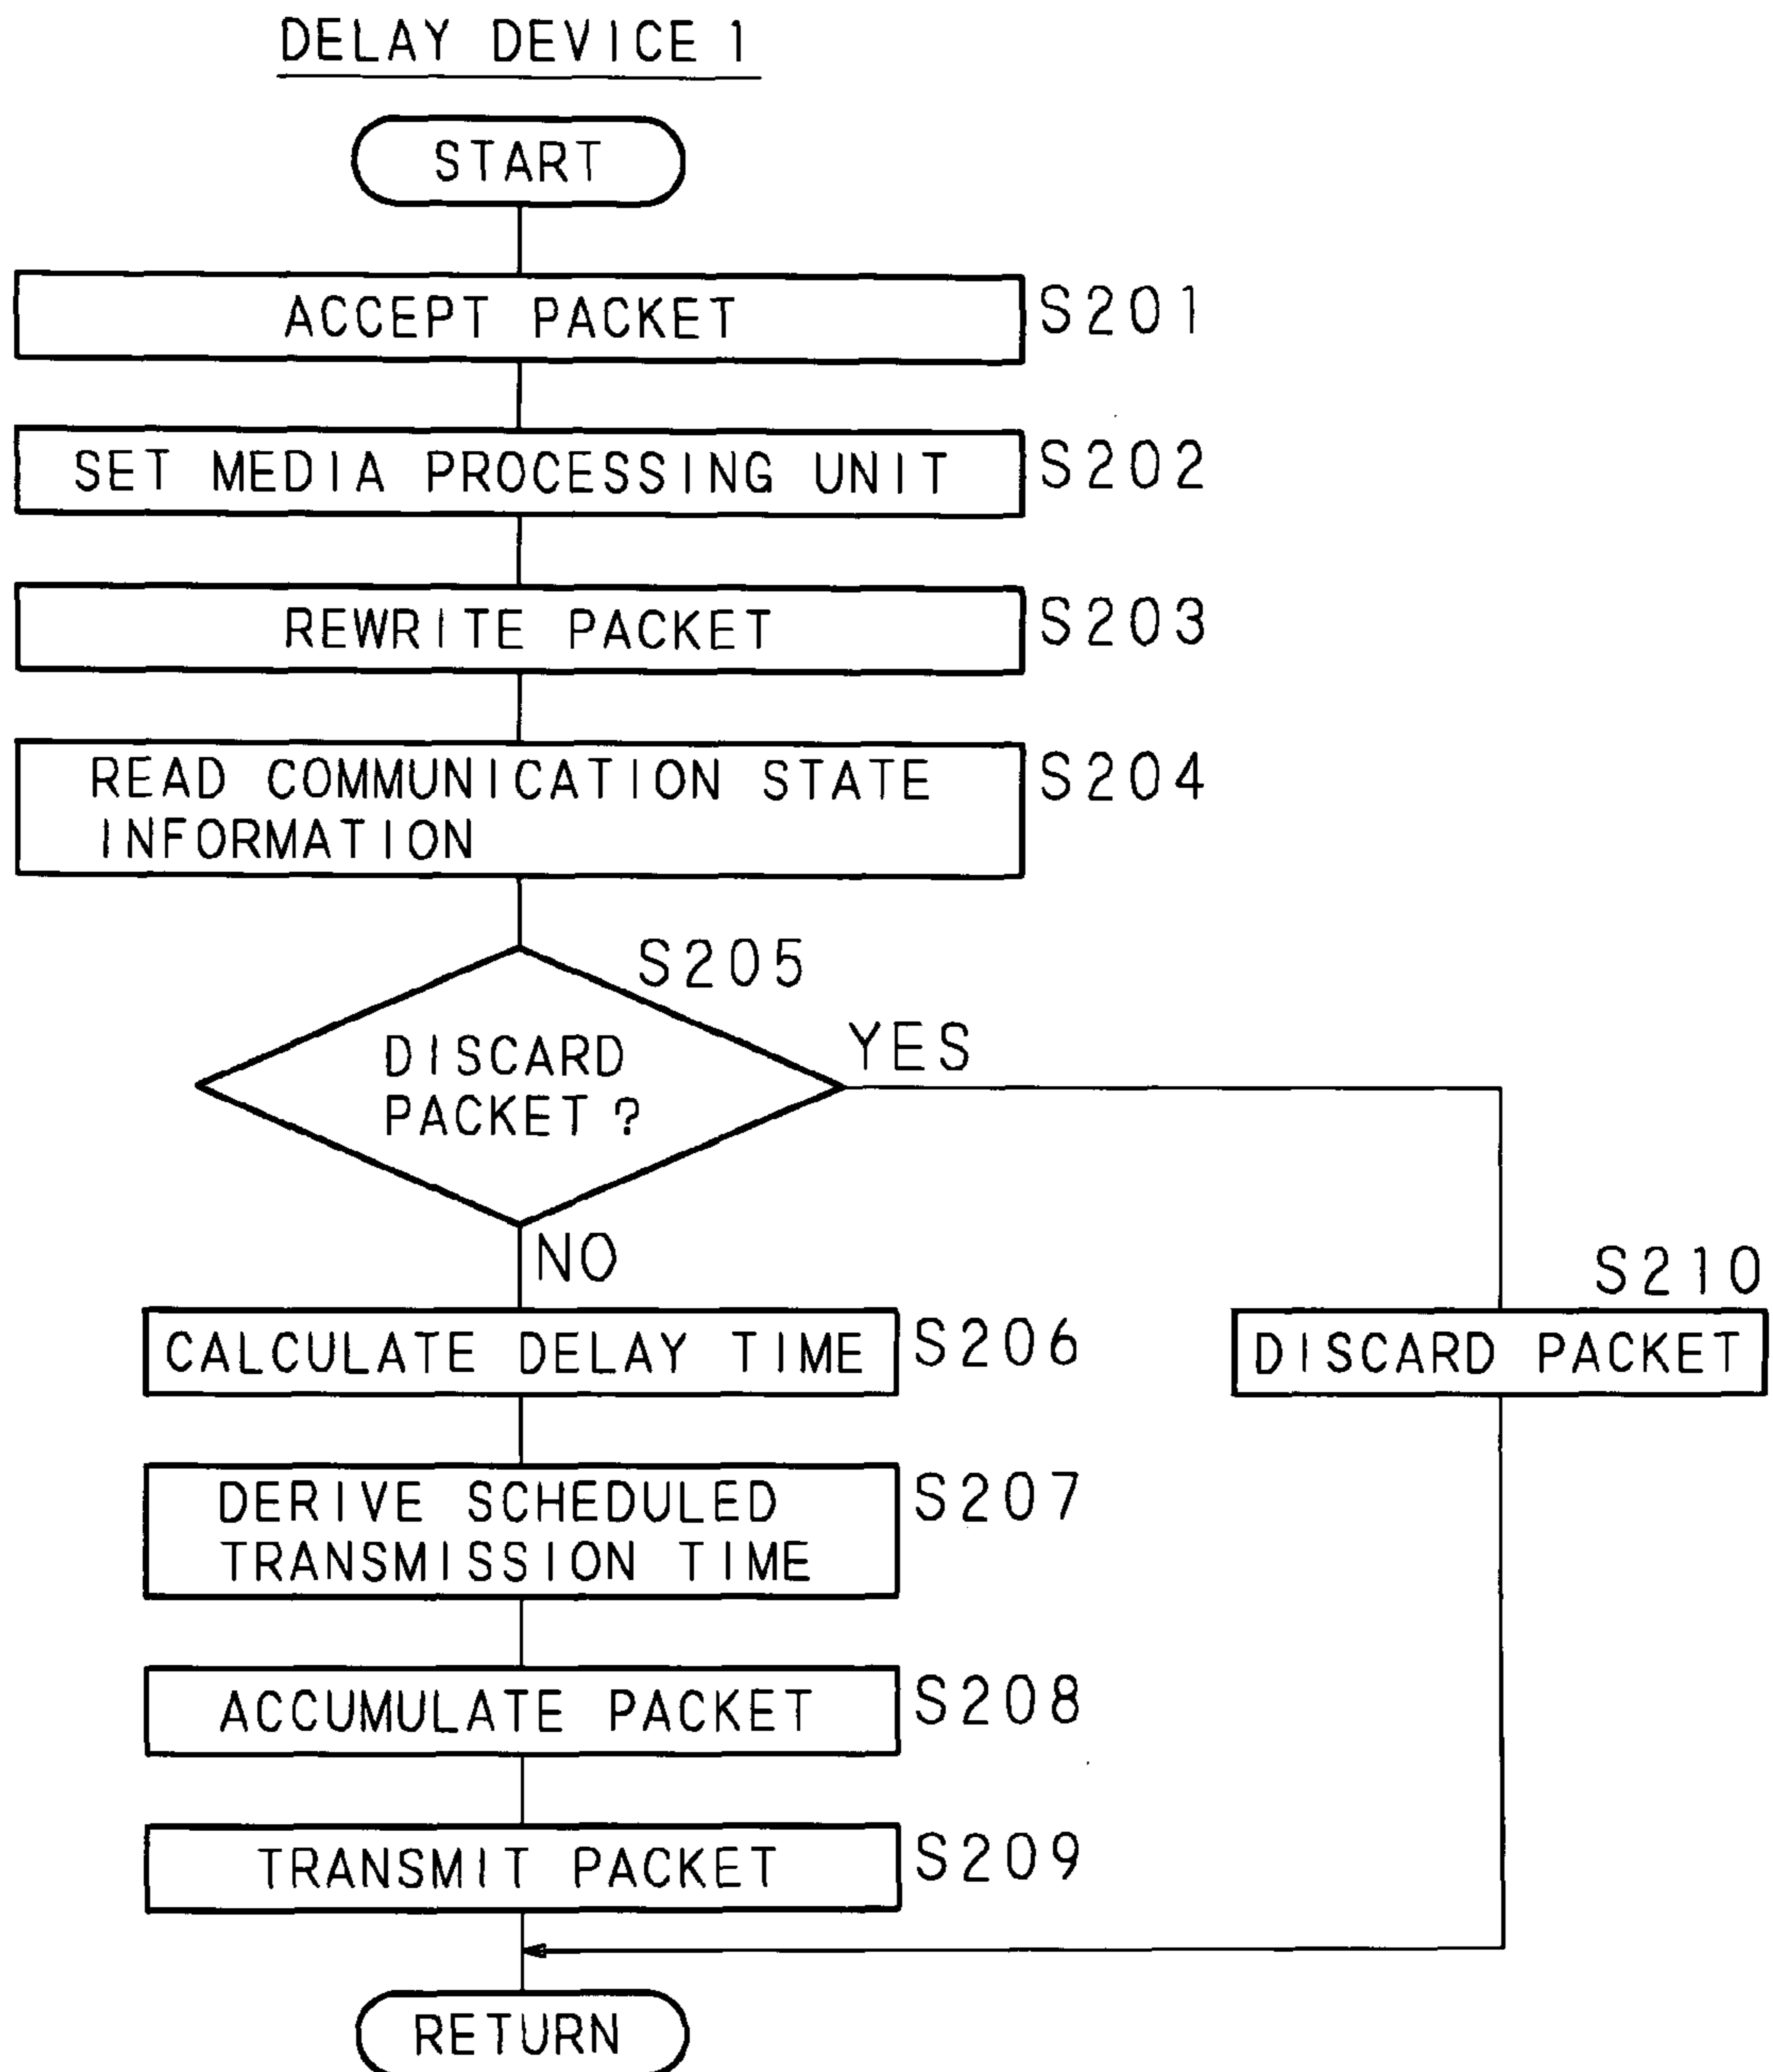 DELAY DEVICE 1
START
ACCEPT PACKET
S201
SET MEDIA PROCESSING UNIT
S202
REWRITE PACKET
S203
READ COMMUNICATION STATE
INFORMATION
S204
S205
DISCARD
PACKET?
YES
NO
CALCULATE DELAY TIME
S206
S210
DISCARD PACKET
DERIVE SCHEDULED
TRANSMISSION TIME
S207
ACCUMULATE PACKET
S208
TRANSMIT PACKET
S209
RETURN